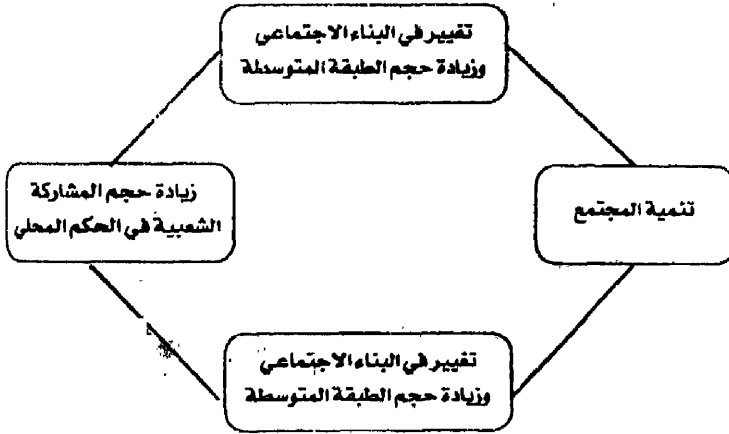 تغيير في البناء الاجتماعي
وزيادة حجم الطبقة المتوسطة
تنمية المجتمع
زيادة حجم المشاركة
الشعبية في الحكم المحلي
تغيير في البناء الاجتماعي
وزيادة حجم الطبقة المتوسطة